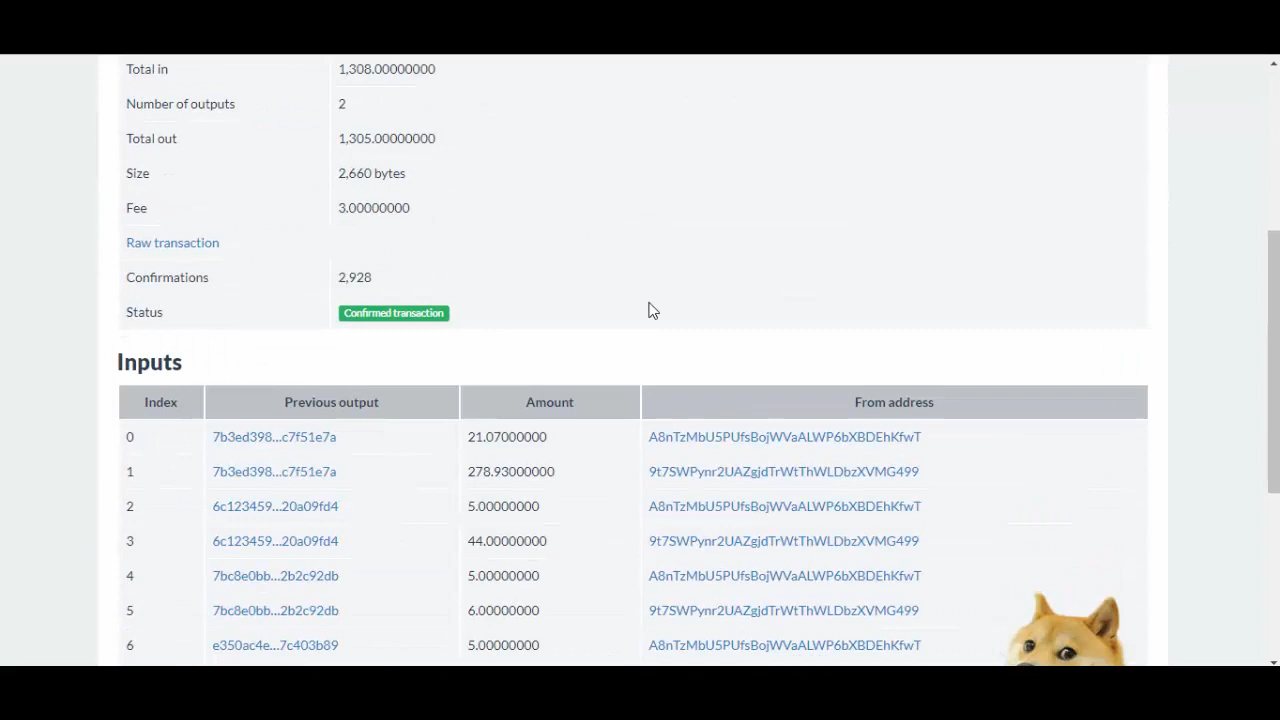 Total in 1,308.00000000
Number of outputs 2
Total out 1,305.00000000
Size 2,660 bytes
Fee 3.00000000
Raw transaction
Confirmations 2,928
Status Confirmed transaction
Inputs
Index Previous output Amount From address
0 7b3ed398...c7f51e7a 21.07000000 A8nTzMbU5PUfsBojWVaALWP6bXBDEhKfwT
1 7b3ed398...c7f51e7a 278.93000000 9t7SWPynr2UAZgjdTrWtThWLDbzXVMG499
2 6c123459...20a09fd4 5.00000000 A8nTzMbU5PUfsBojWVaALWP6bXBDEhKfwT
3 6c123459...20a09fd4 44.00000000 9t7SWPynr2UAZgjdTrWtThWLDbzXVMG499
4 7bc8e0bb...2b2c92db 5.00000000 A8nTzMbU5PUfsBojWVaALWP6bXBDEhKfwT
5 7bc8e0bb...2b2c92db 6.00000000 9t7SWPynr2UAZgjdTrWtThWLDbzXVMG499
6 e350ac4e...7c403b89 5.00000000 A8nTzMbU5PUfsBojWVaALWP6bXBDEhKfwT